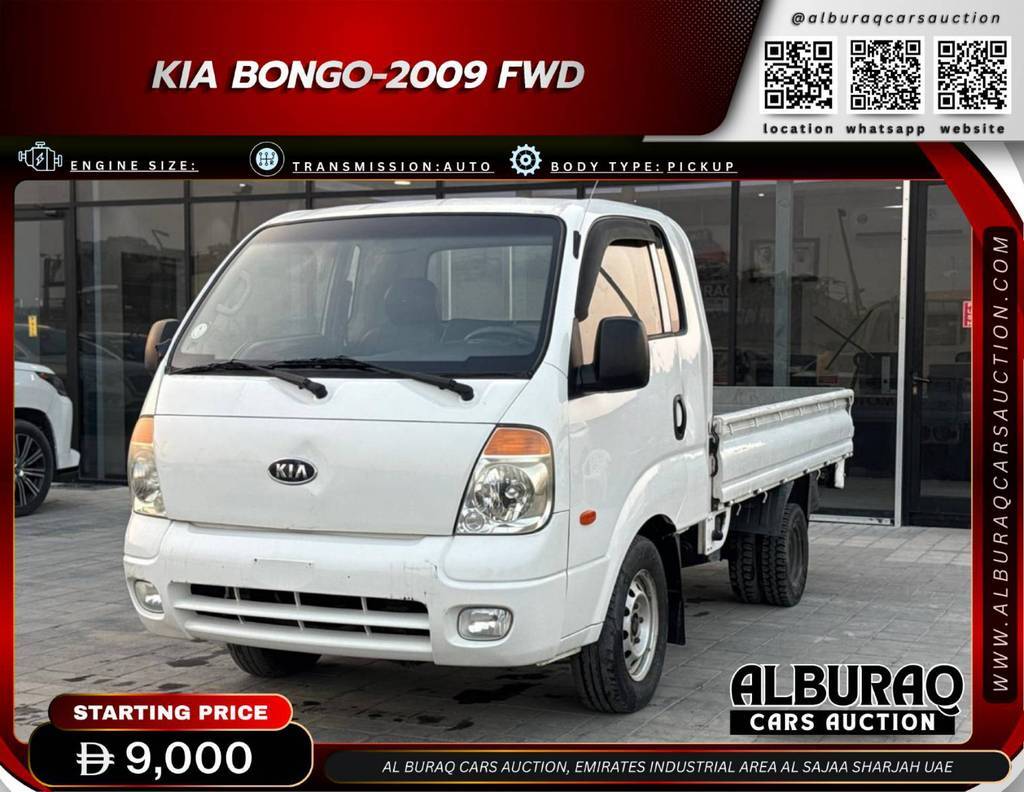 @alburaqcarsauction
KIA BONGO-2009 FWD
location whatsapp website
ENGINE SIZE:
TRANSMISSION:AUTO
BODY TYPE: PICKUP
WWW.ALBURAQCARSAUCTION.COM
KIA
ALBURAQ
CARS AUCTION
STARTING PRICE
9,000
AL BURAQ CARS AUCTION, EMIRATES INDUSTRIAL AREA AL SAJAA SHARJAH UAE